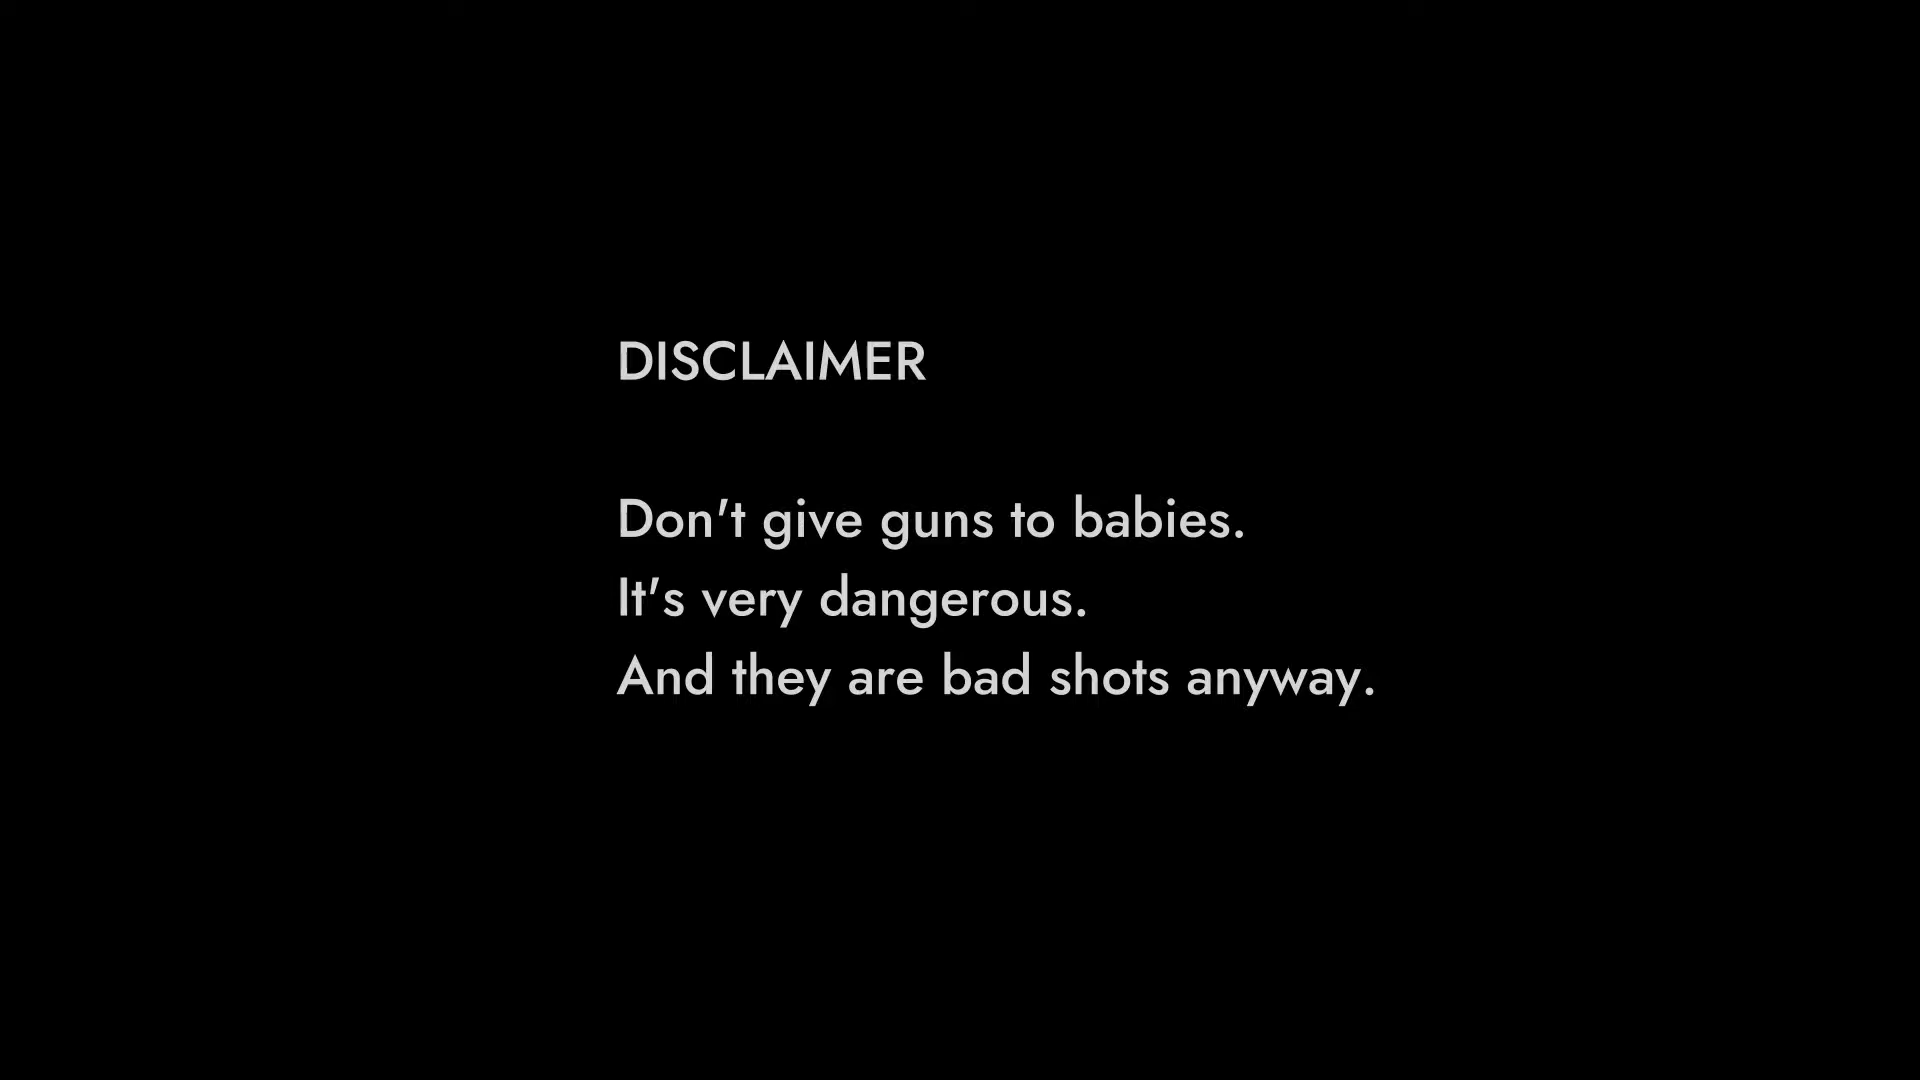 DISCLAIMER
Don't give guns to babies.
It's very dangerous.
And they are bad shots anyway.